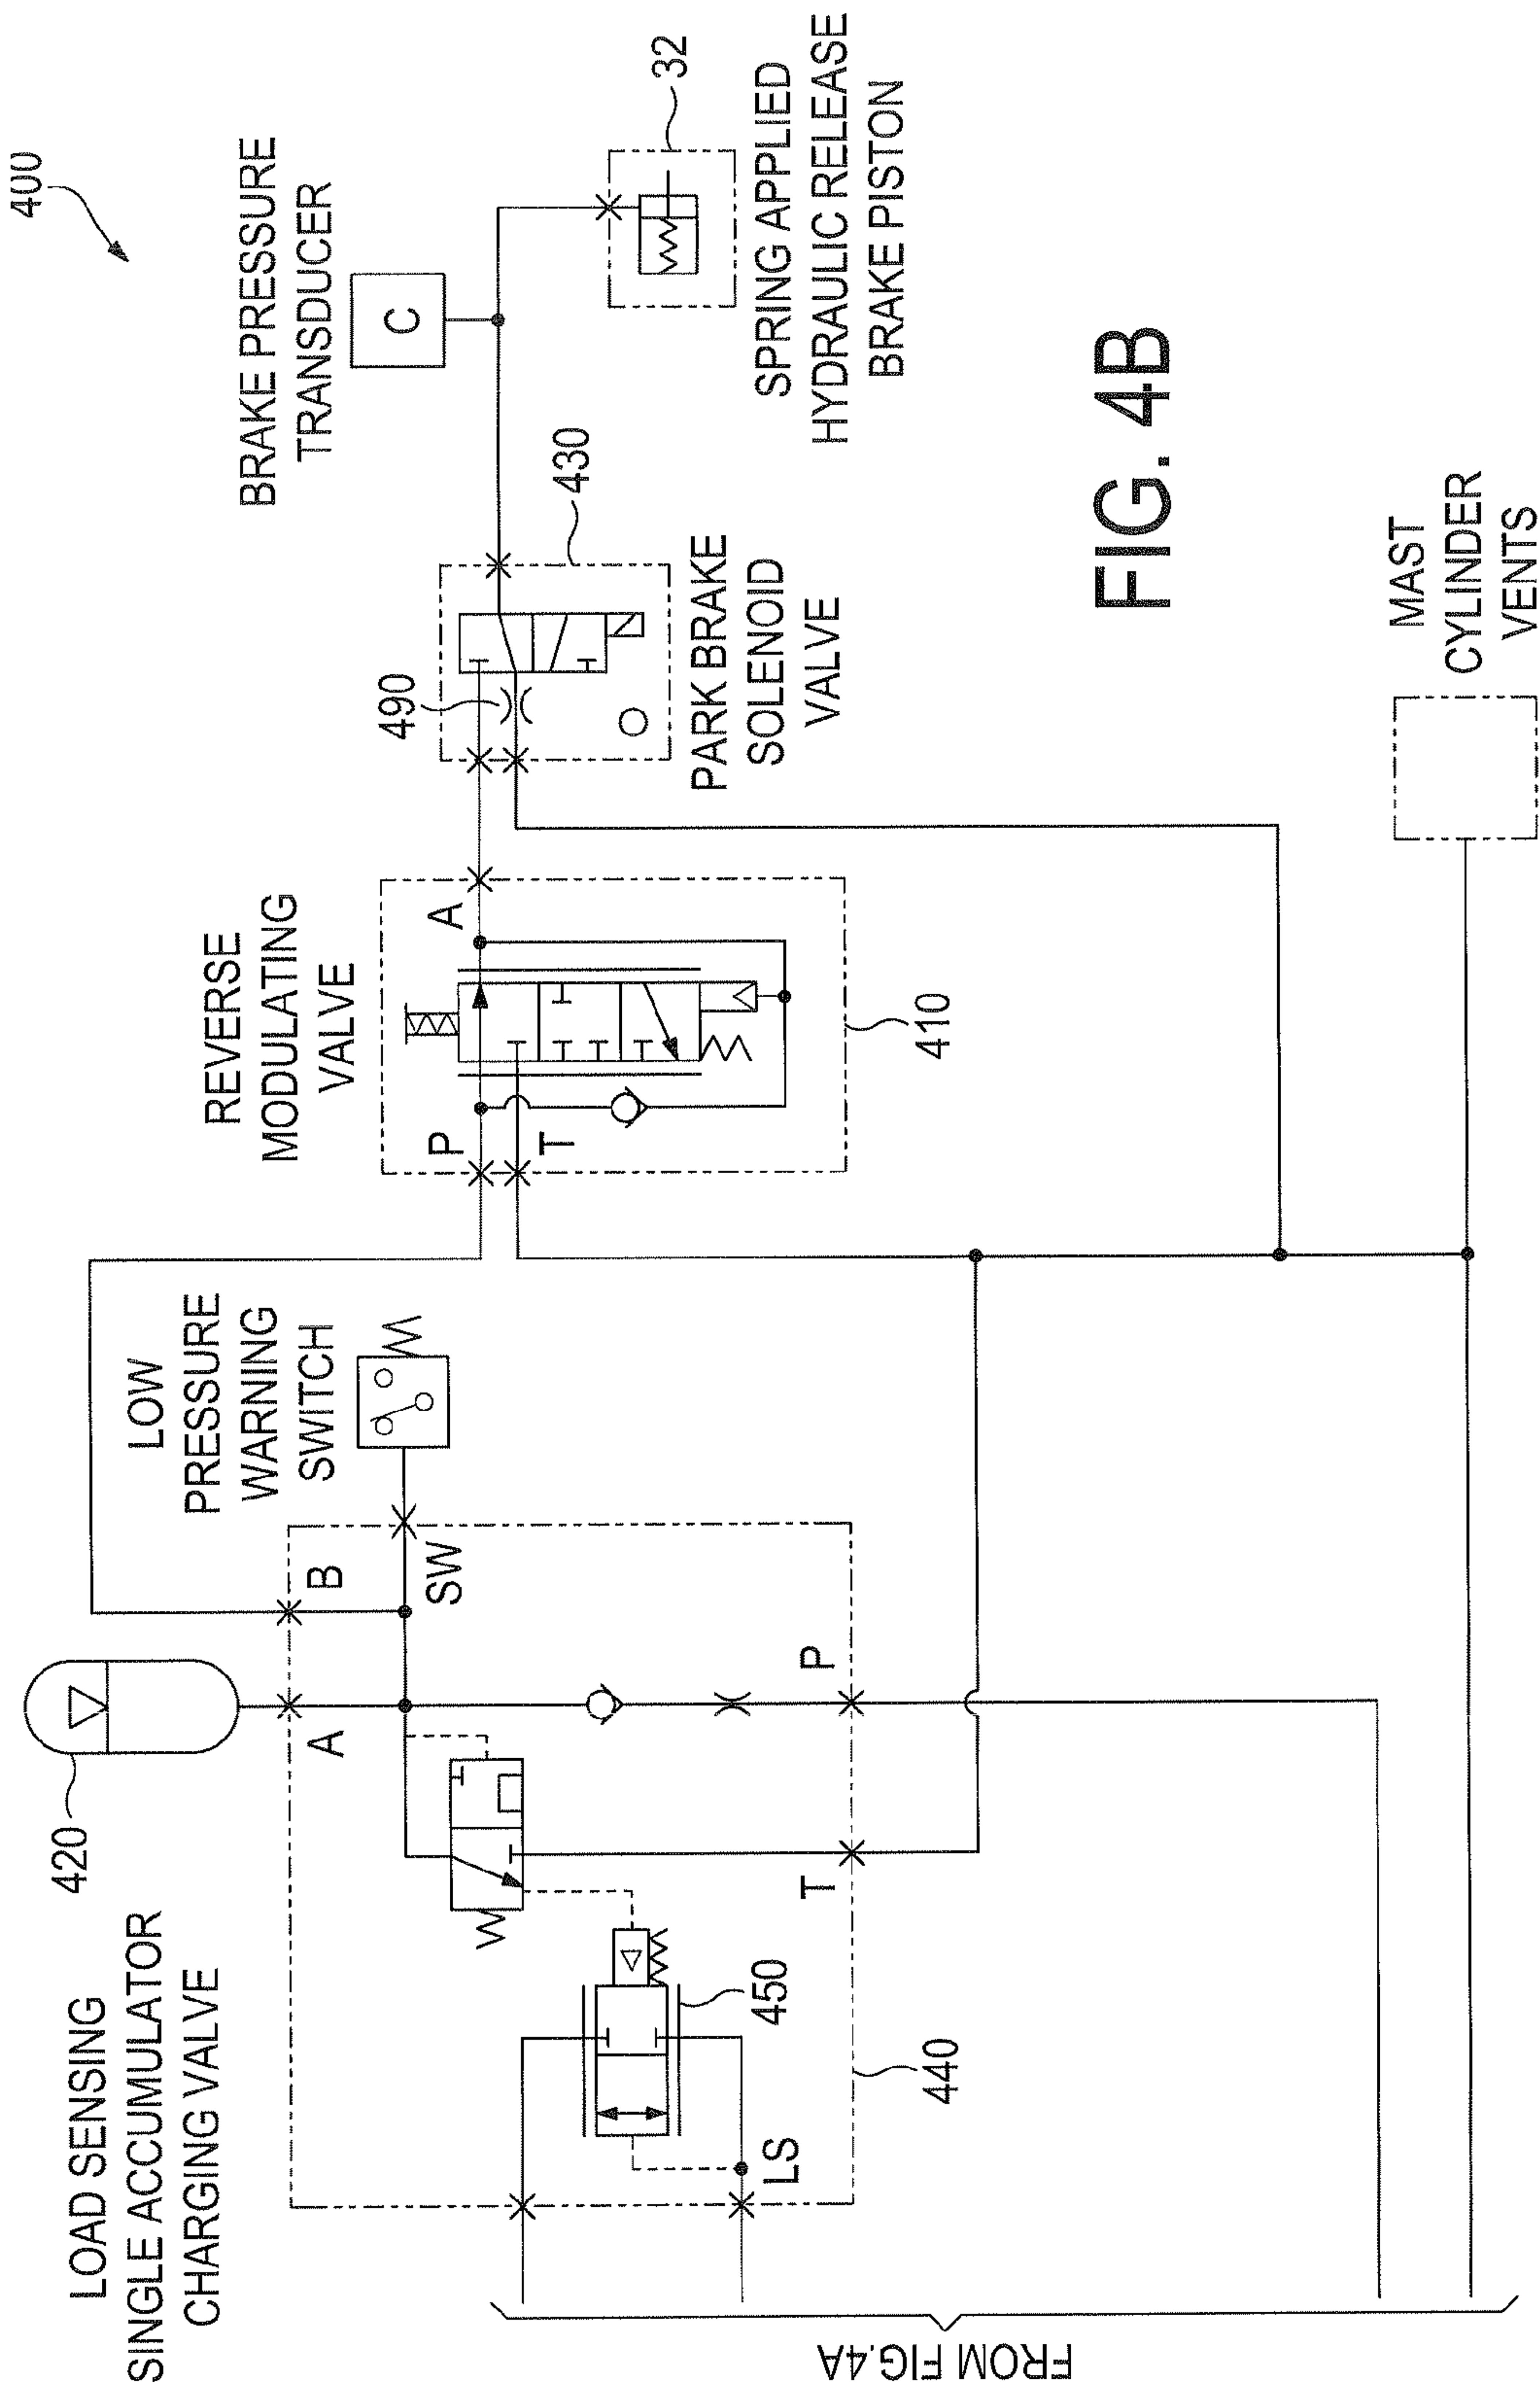 400
BRAKE PRESSURE
TRANSDUCER
C
32
SPRING APPLIED
HYDRAULIC RELEASE
BRAKE PISTON
430
490
PARK BRAKE
SOLENOID
VALVE
REVERSE
MODULATING
VALVE
A
P
T
410
LOW
PRESSURE
WARNING
SWITCH
420
A
B
SW
P
T
LOAD SENSING
SINGLE ACCUMULATOR
CHARGING VALVE
450
440
LS
MAST
CYLINDER
VENTS
FROM FIG.4A
FIG. 4B